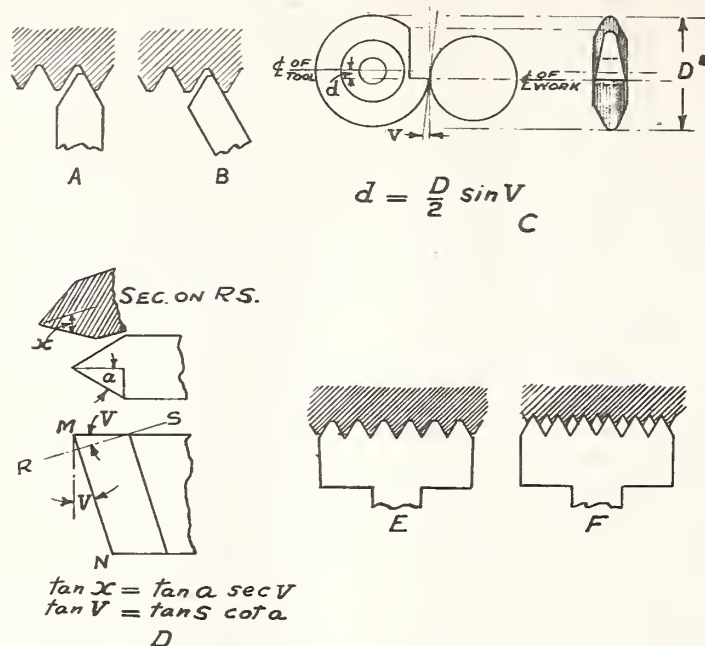 A
B
℄ OF TOOL
d
V
℄ OF WORK
D
d = D/2 sin V
C
SEC. ON RS.
x
a
M
V
S
R
V
N
tan x = tan a sec V
tan V = tan S cot a
D
E
F